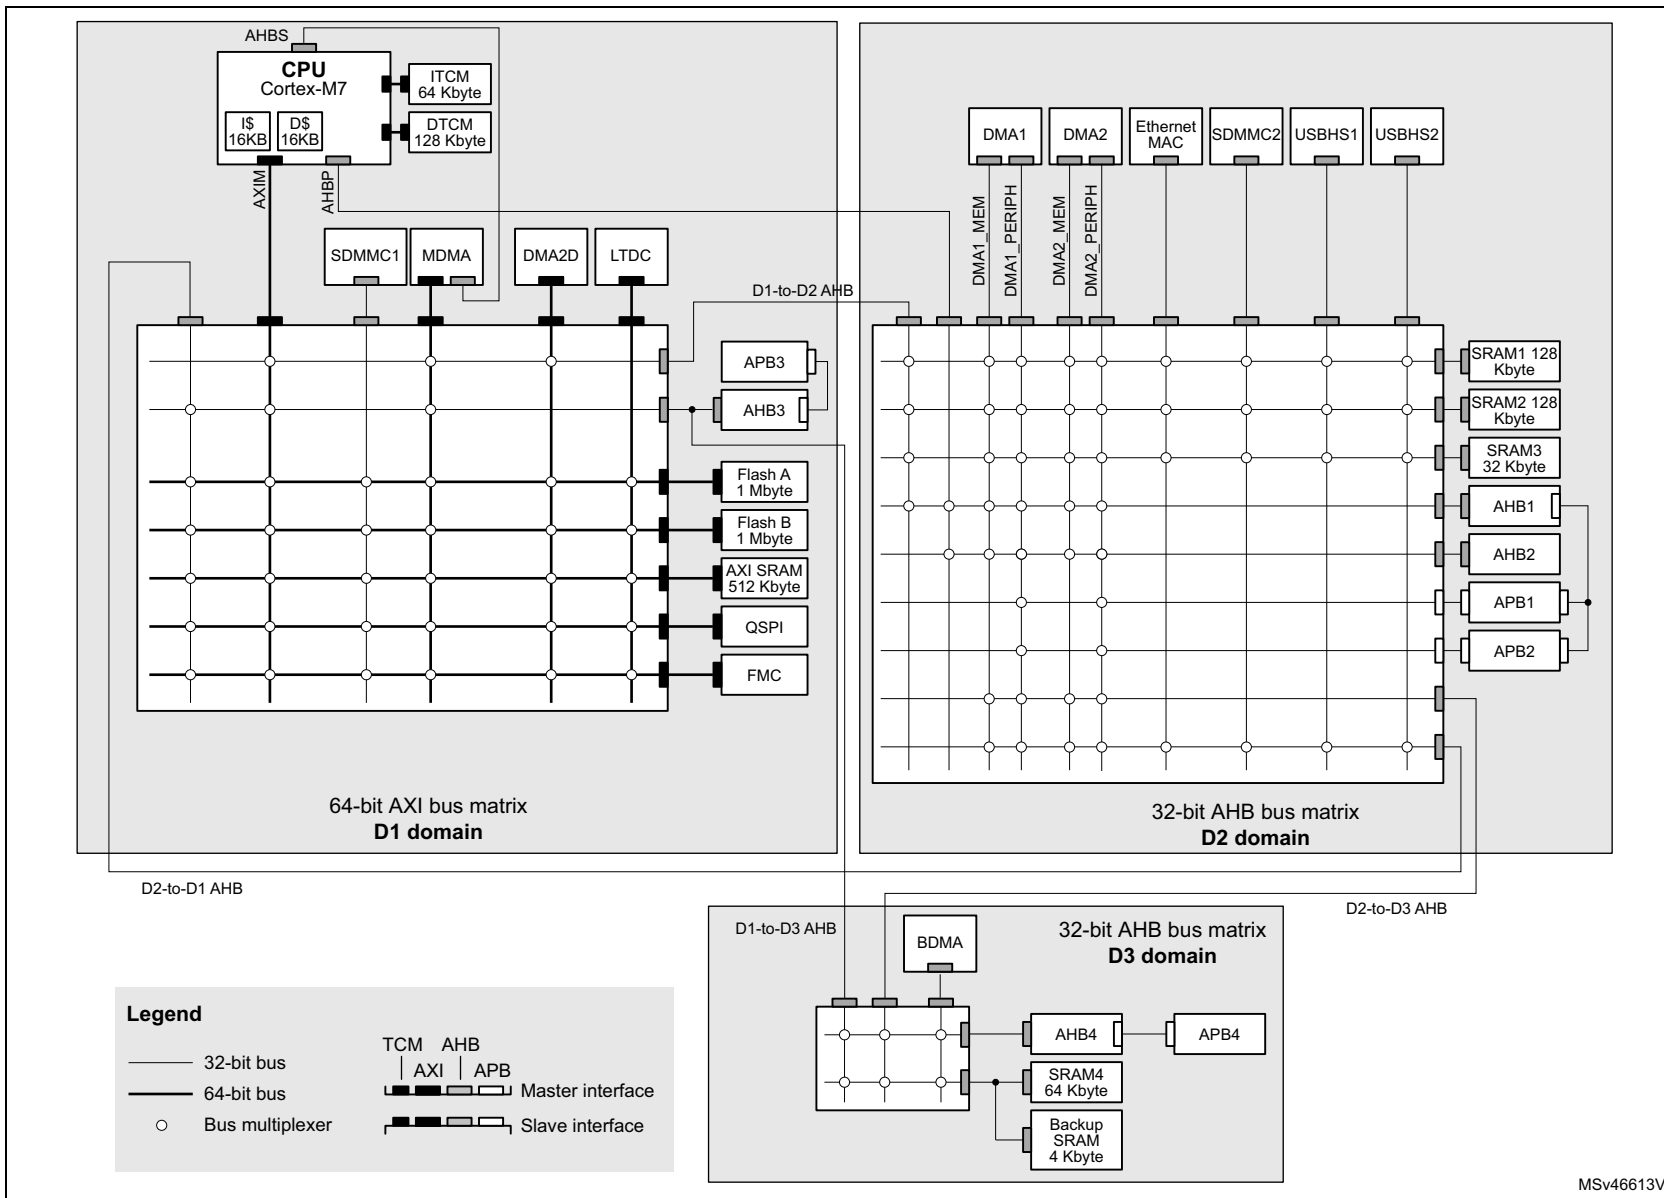 AHBS
CPU
Cortex-M7
I$
16KB
D$
16KB
ITCM
64 Kbyte
DTCM
128 Kbyte
AXIM
AHBP
SDMMC1
MDMA
DMA2D
LTDC
D1-to-D2 AHB
APB3
AHB3
Flash A
1 Mbyte
Flash B
1 Mbyte
AXI SRAM
512 Kbyte
QSPI
FMC
64-bit AXI bus matrix
D1 domain
DMA1
DMA2
Ethernet
MAC
SDMMC2
USBHS1
USBHS2
DMA1_MEM
DMA1_PERIPH
DMA2_MEM
DMA2_PERIPH
SRAM1 128
Kbyte
SRAM2 128
Kbyte
SRAM3
32 Kbyte
AHB1
AHB2
APB1
APB2
32-bit AHB bus matrix
D2 domain
D2-to-D1 AHB
D2-to-D3 AHB
D1-to-D3 AHB
BDMA
32-bit AHB bus matrix
D3 domain
AHB4
APB4
SRAM4
64 Kbyte
Backup
SRAM
4 Kbyte
Legend
32-bit bus
64-bit bus
Bus multiplexer
TCM
AHB
AXI
APB
Master interface
Slave interface
MSv46613V